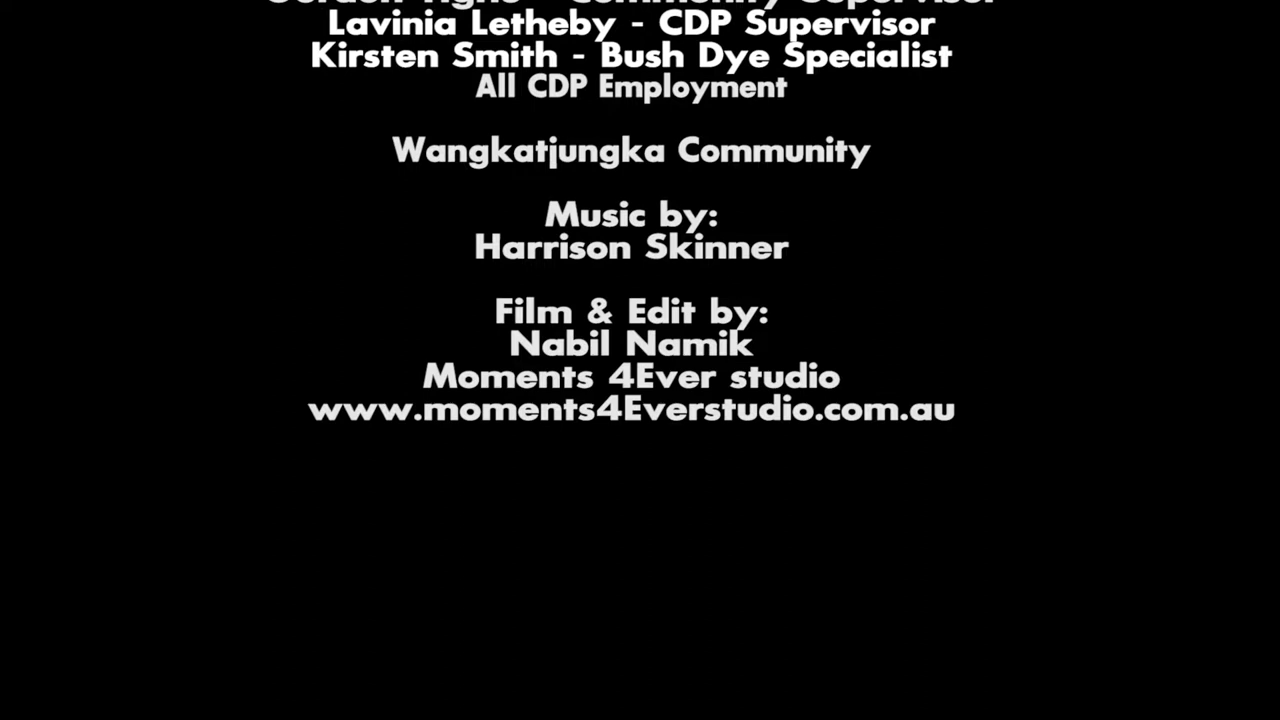 Lavinia Letheby - CDP Supervisor
Kirsten Smith - Bush Dye Specialist
All CDP Employment
Wangkatjungka Community
Music by:
Harrison Skinner
Film & Edit by:
Nabil Namik
Moments 4Ever studio
www.moments4Everstudio.com.au